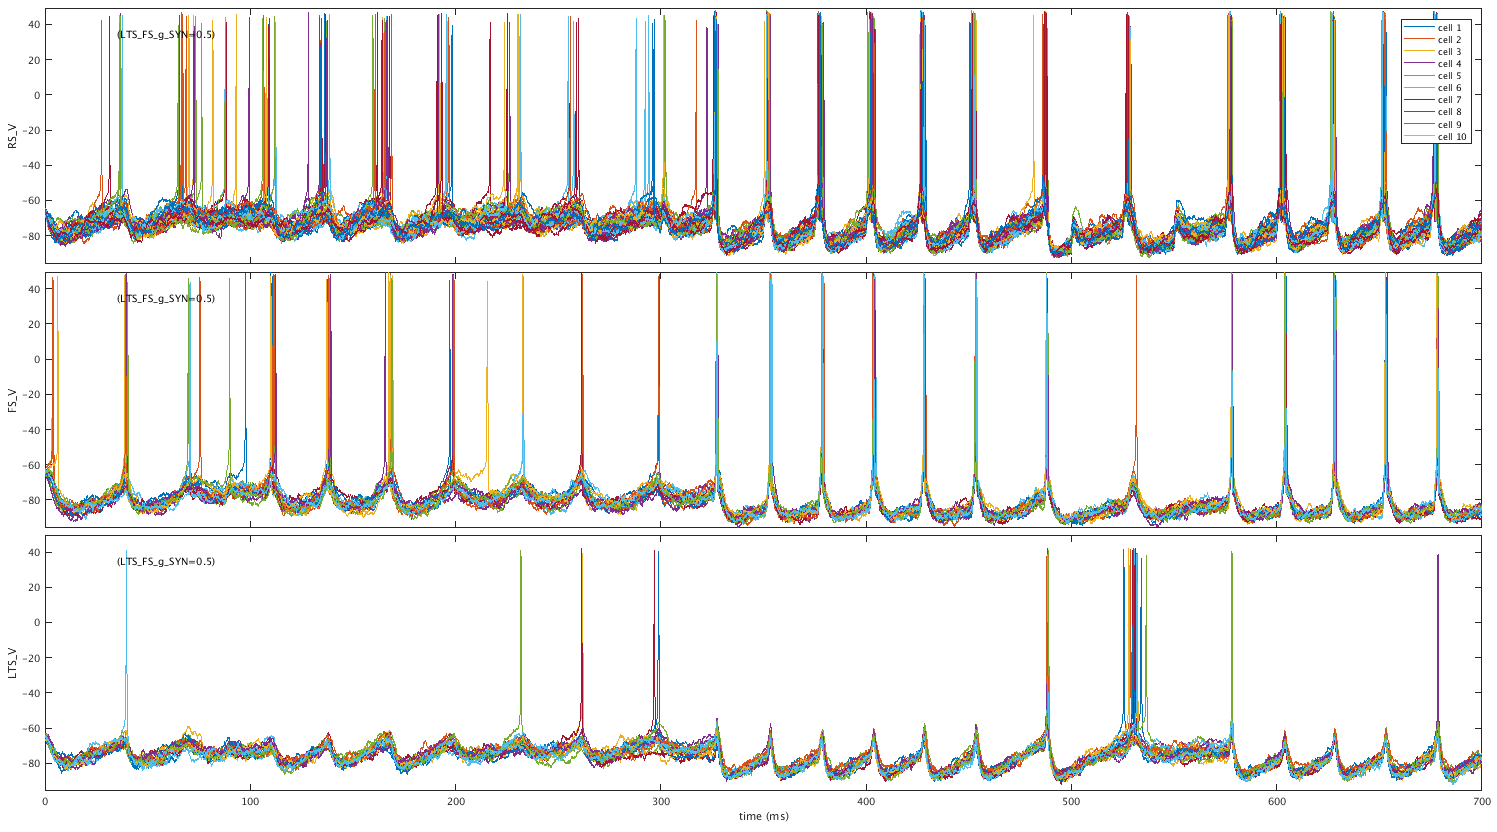 40
20
0
-20
-40
-60
-80
RS_V
(LTS_FS_g_SYN=0.5)
cell 1
cell 2
cell 3
cell 4
cell 5
cell 6
cell 7
cell 8
cell 9
cell 10
40
20
0
-20
-40
-60
-80
FS_V
(LTS_FS_g_SYN=0.5)
40
20
0
-20
-40
-60
-80
LTS_V
(LTS_FS_g_SYN=0.5)
0 100 200 300 400 500 600 700
time (ms)